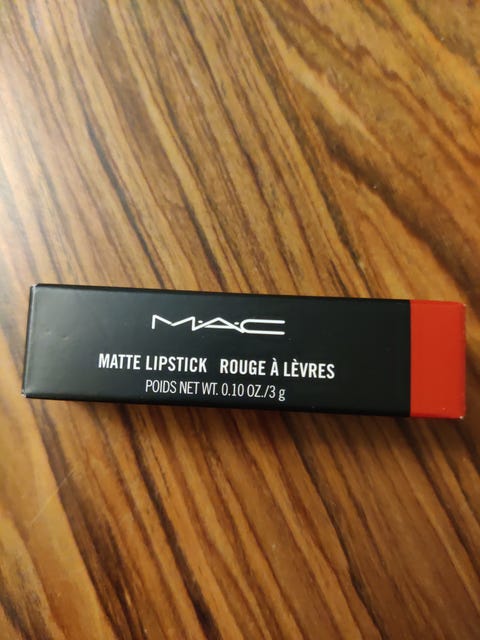 M·A·C
MATTE LIPSTICK ROUGE À LÈVRES
POIDS NET WT. 0.10 OZ./3 g